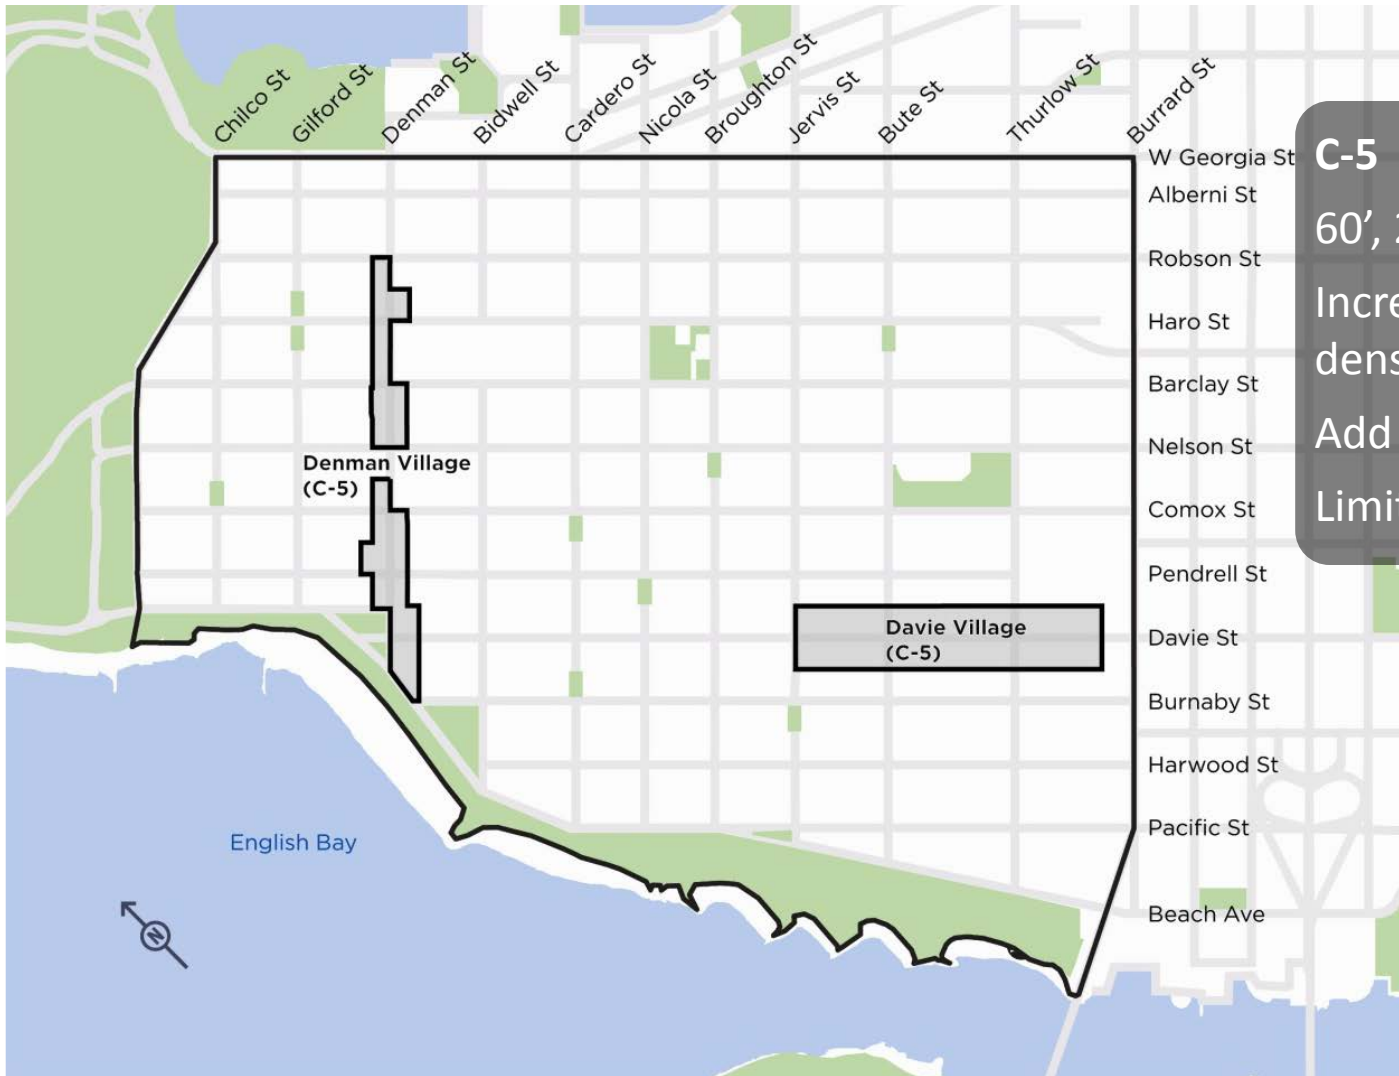 Chilco St
Gilford St
Denman St
Bidwell St
Cardero St
Nicola St
Broughton St
Jervis St
Bute St
Thurlow St
Burrard St
W Georgia St
Alberni St
Robson St
Haro St
Barclay St
Nelson St
Comox St
Pendrell St
Davie St
Burnaby St
Harwood St
Pacific St
Beach Ave
Denman Village
(C-5)
Davie Village
(C-5)
English Bay
N
C-5
60’,
Add